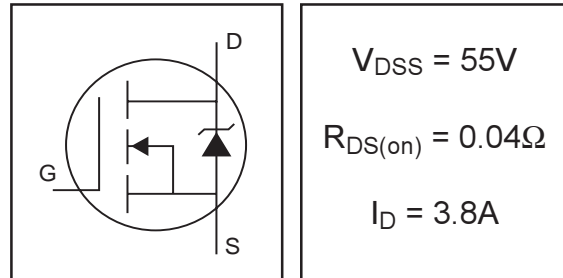 D
G
S
VDSS = 55V
RDS(on) = 0.04Ω
ID = 3.8A